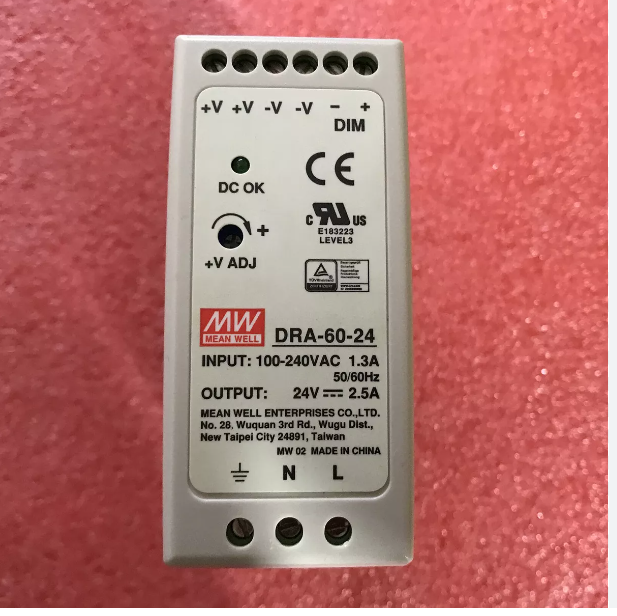 +V +V -V -V − +
DIM
DC OK
CE
+
+V ADJ
c RU US
E183223
LEVEL3
MW
MEAN WELL
DRA-60-24
INPUT: 100-240VAC 1.3A
50/60Hz
OUTPUT: 24V ⎓ 2.5A
MEAN WELL ENTERPRISES CO.,LTD.
No. 28, Wuquan 3rd Rd., Wugu Dist.,
New Taipei City 24891, Taiwan
MW 02 MADE IN CHINA
N L